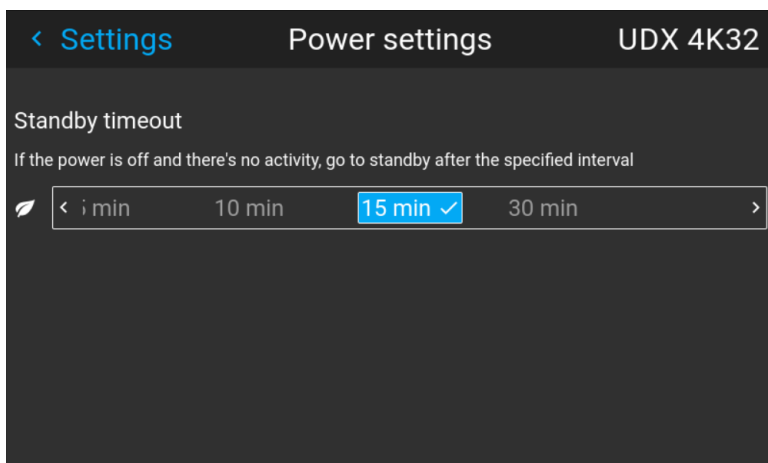 Settings Power settings UDX 4K32
Standby timeout
If the power is off and there's no activity, go to standby after the specified interval
min 10 min 15 min 30 min